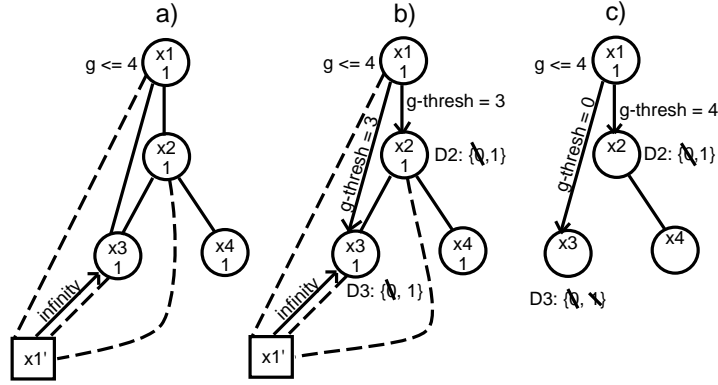 a)
x1
1
g <= 4
x2
1
x3
1
x4
1
infinity
x1'
b)
x1
1
g <= 4
g-thresh = 3
g-thresh = 3
x2
1
D2: {0,1}
x3
1
x4
1
D3: {0, 1}
infinity
x1'
c)
x1
1
g <= 4
g-thresh = 0
g-thresh = 4
x2
D2: {0,1}
x3
x4
D3: {0, 1}